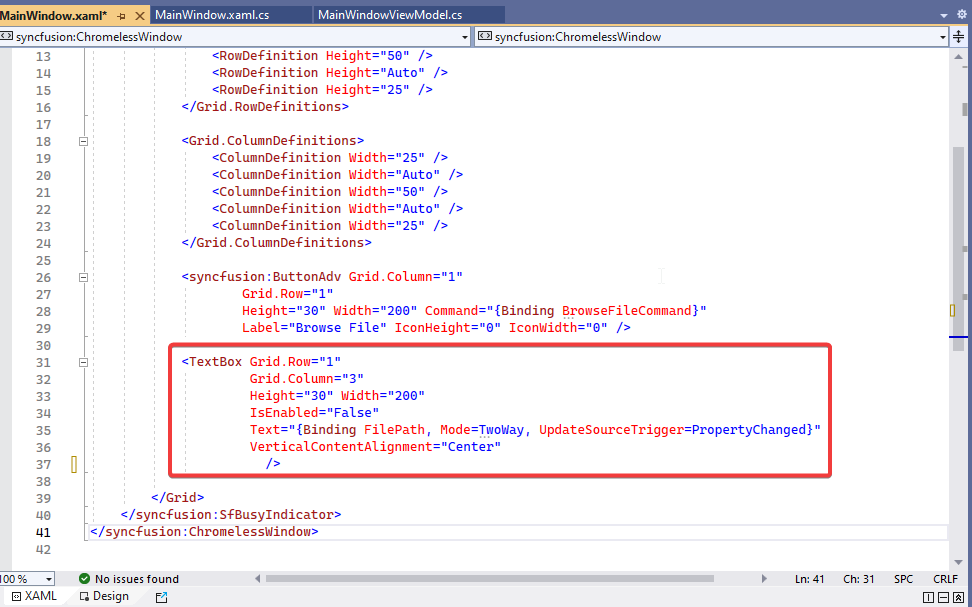 MainWindow.xaml*
MainWindow.xaml.cs
MainWindowViewModel.cs
syncfusion:ChromelessWindow
syncfusion:ChromelessWindow
13 <RowDefinition Height="50" />
14 <RowDefinition Height="Auto" />
15 <RowDefinition Height="25" />
16 </Grid.RowDefinitions>
17
18 <Grid.ColumnDefinitions>
19 <ColumnDefinition Width="25" />
20 <ColumnDefinition Width="Auto" />
21 <ColumnDefinition Width="50" />
22 <ColumnDefinition Width="Auto" />
23 <ColumnDefinition Width="25" />
24 </Grid.ColumnDefinitions>
25
26 <syncfusion:ButtonAdv Grid.Column="1"
27 Grid.Row="1"
28 Height="30" Width="200" Command="{Binding BrowseFileCommand}"
29 Label="Browse File" IconHeight="0" IconWidth="0" />
30
31 <TextBox Grid.Row="1"
32 Grid.Column="3"
33 Height="30" Width="200"
34 IsEnabled="False"
35 Text="{Binding FilePath, Mode=TwoWay, UpdateSourceTrigger=PropertyChanged}"
36 VerticalContentAlignment="Center"
37 />
38
39 </Grid>
40 </syncfusion:SfBusyIndicator>
41 </syncfusion:ChromelessWindow>
42
00 %
No issues found
Ln: 41
Ch: 31
SPC
CRLF
XAML
Design